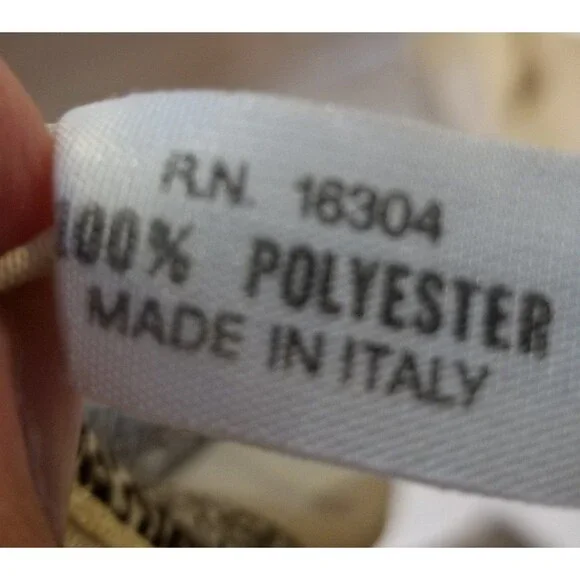 R.N. 16304
100% POLYESTER
MADE IN ITALY